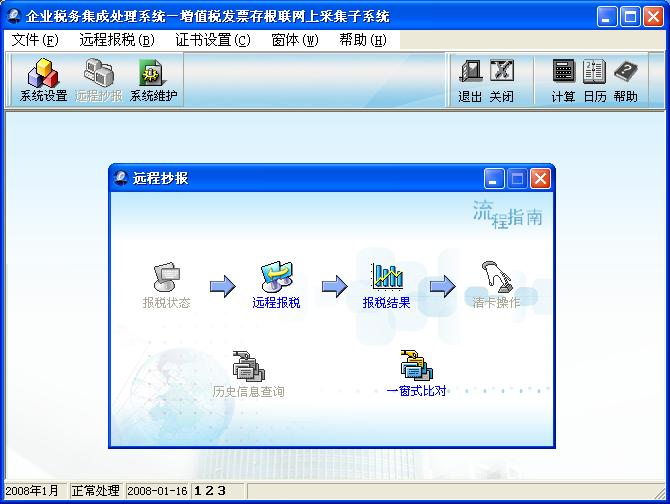 企业税务集成处理系统－增值税发票存根联网上采集子系统
文件(F) 远程报税(B) 证书设置(C) 窗体(W) 帮助(H)
系统设置 远程抄报 系统维护 退出 关闭 计算 日历 帮助
远程抄报
流程指南
报税状态 远程报税 报税结果 清卡操作
历史信息查询 一窗式比对
2008年1月 正常处理 2008-01-16 1 2 3